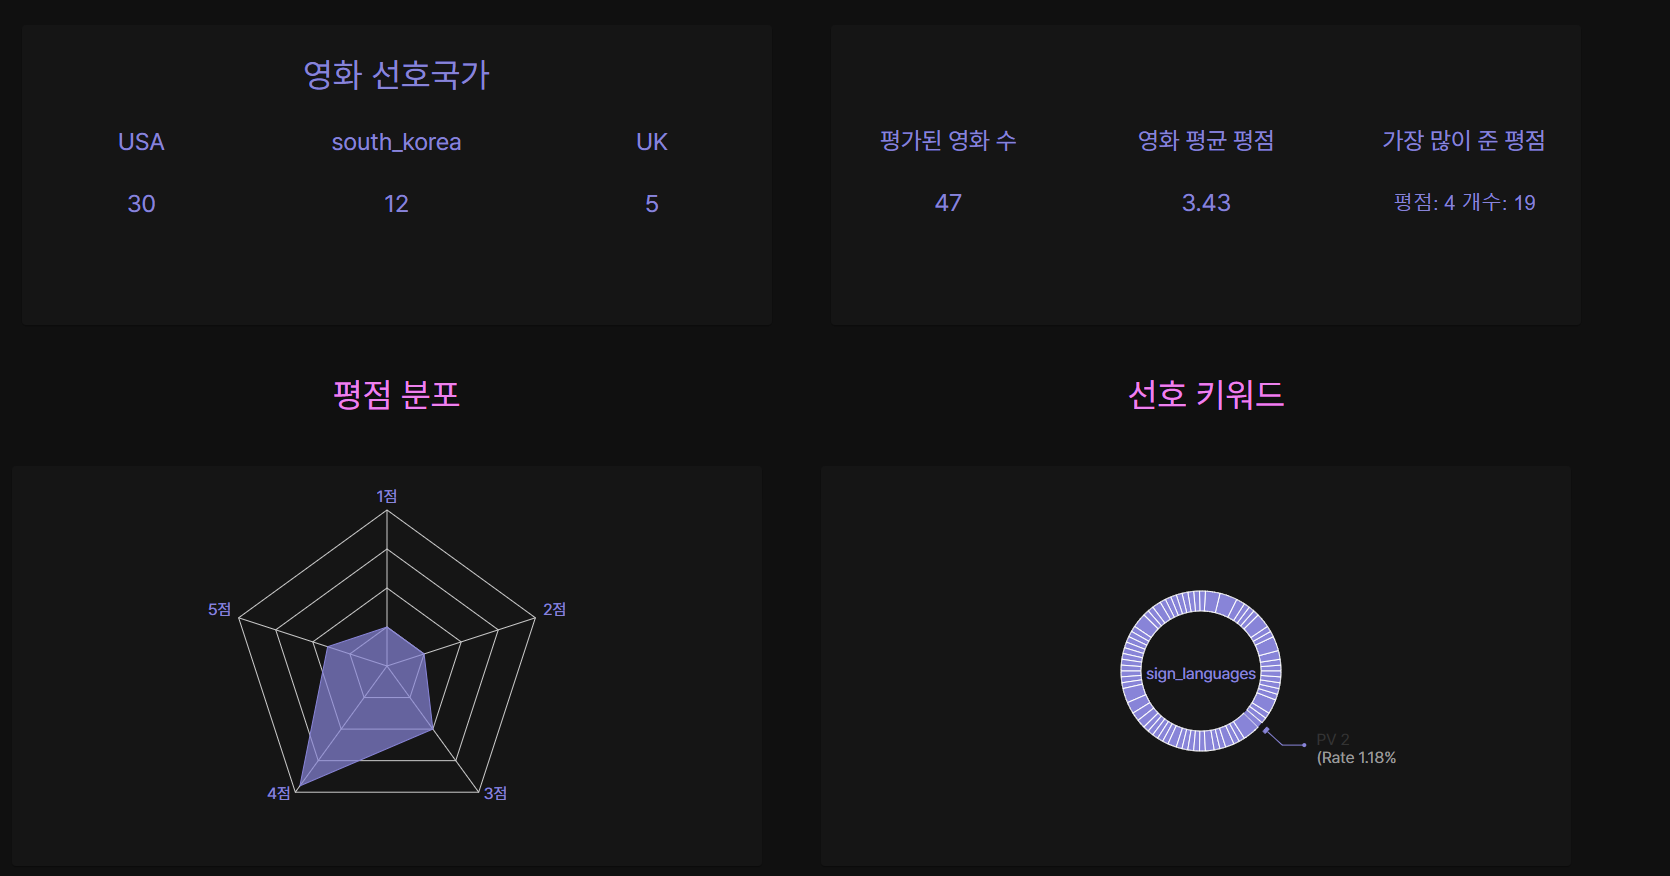 영화 선호국가
USA south_korea UK
30 12 5
평가된 영화 수 영화 평균 평점 가장 많이 준 평점
47 3.43 평점: 4 개수: 19
평점 분포
선호 키워드
1점
5점 2점
4점 3점
sign_languages
PV 2
(Rate 1.18%